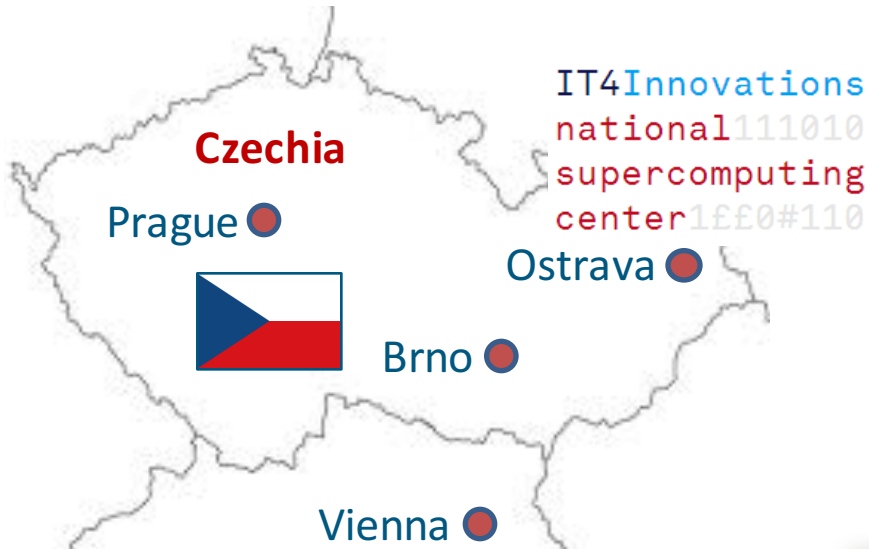 IT4Innovations
national111010
Czechia
supercomputing
Prague
center1ff0#110
Ostrava
Brno
Vienna